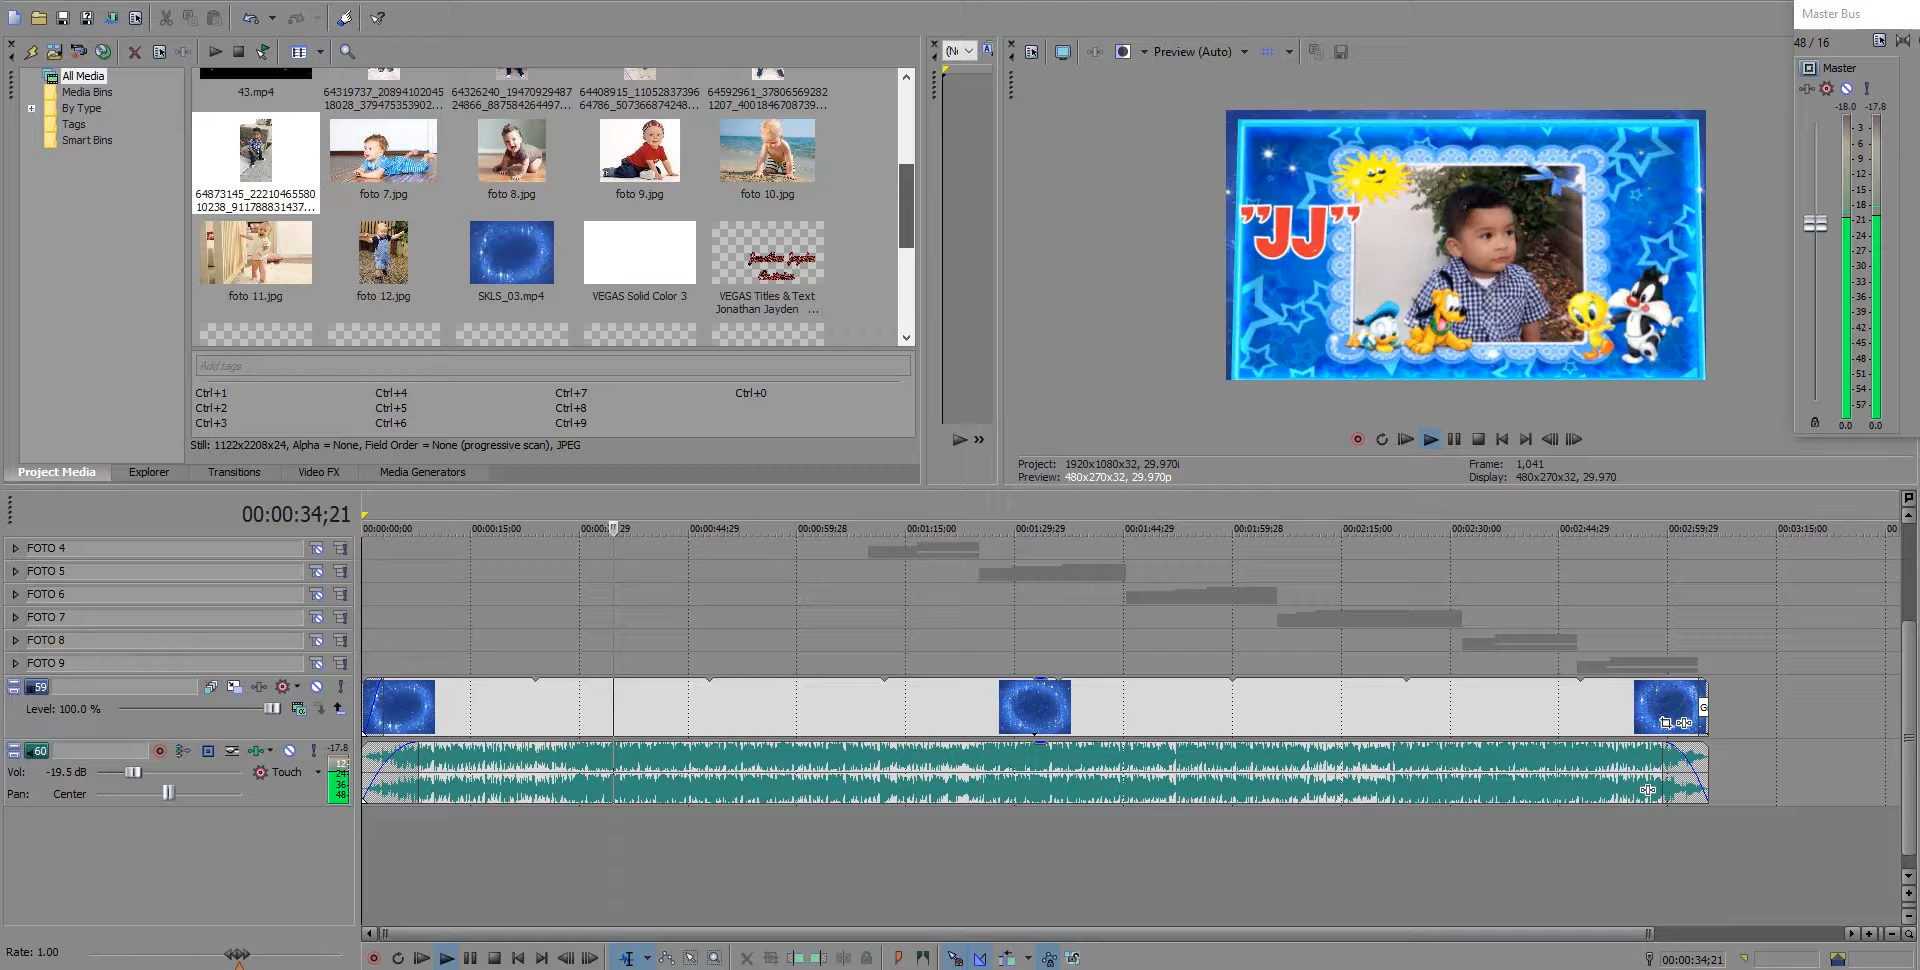 Master Bus
48 / 16
(N
Preview (Auto)
Master
-18.0 -17.8
All Media
Media Bins
By Type
Tags
Smart Bins
43.mp4
64319737_20894102045
18028_379475353902...
64326240_19470929487
24866_887584264497...
64408915_11052837396
64786_507366874248...
64592961_37806569282
1207_4001846708739...
64873145_22210465580
10238_911788831437...
foto 7.jpg
foto 8.jpg
foto 9.jpg
foto 10.jpg
foto 11.jpg
foto 12.jpg
SKLS_03.mp4
VEGAS Solid Color 3
VEGAS Titles & Text
Jonathan Jayden ...
Jonathan Jayden
"JJ"
3
6
9
12
15
18
21
24
27
30
33
36
39
42
45
48
51
54
57
0.0 0.0
Add tags
Ctrl+1 Ctrl+4 Ctrl+7 Ctrl+0
Ctrl+2 Ctrl+5 Ctrl+8
Ctrl+3 Ctrl+6 Ctrl+9
Still: 1122x2208x24, Alpha = None, Field Order = None (progressive scan), JPEG
Project Media Explorer Transitions Video FX Media Generators
Project: 1920x1080x32, 29.970i
Preview: 480x270x32, 29.970p
Frame: 1,041
Display: 480x270x32, 29.970
00:00:34;21
00:00:00;00 00:00:15;00 00:00: 29 00:00:44;29 00:00:59;28 00:01:15;00 00:01:29;29 00:01:44;29 00:01:59;28 00:02:15;00 00:02:30;00 00:02:44;29 00:02:59;29 00:03:15;00 00
FOTO 4
FOTO 5
FOTO 6
FOTO 7
FOTO 8
FOTO 9
59
Level: 100.0 %
G
60
-17.8
Vol: -19.5 dB Touch
Pan: Center
12
24
36
48
Rate: 1.00
00:00:34;21